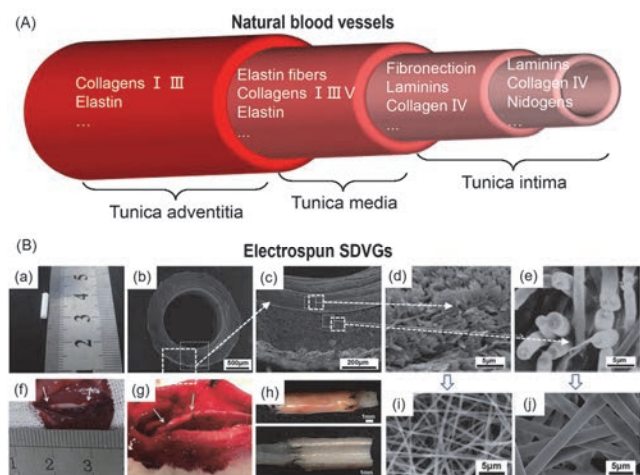 (A)
Natural blood vessels
Collagens I III
Elastin
...
Elastin fibers
Collagens I III V
Elastin
...
Fibronectioin
Laminins
Collagen IV
...
Laminins
Collagen IV
Nidogens
...
Tunica adventitia
Tunica media
Tunica intima
(B)
Electrospun SDVGs
(a)
5
4
3
2
(b)
500μm
(c)
200μm
(d)
5μm
(e)
5μm
(f)
1 2 3
(g)
(h)
1mm
1mm
(i)
5μm
(j)
5μm